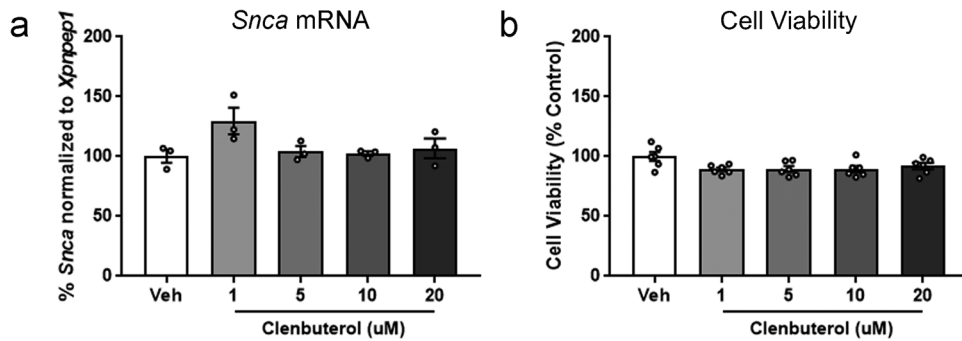 a
Snca mRNA
% Snca normalized to Xpnpep1
200
150
100
50
0
Veh 1 5 10 20
Clenbuterol (uM)
b
Cell Viability
Cell Viability (% Control)
200
150
100
50
0
Veh 1 5 10 20
Clenbuterol (uM)